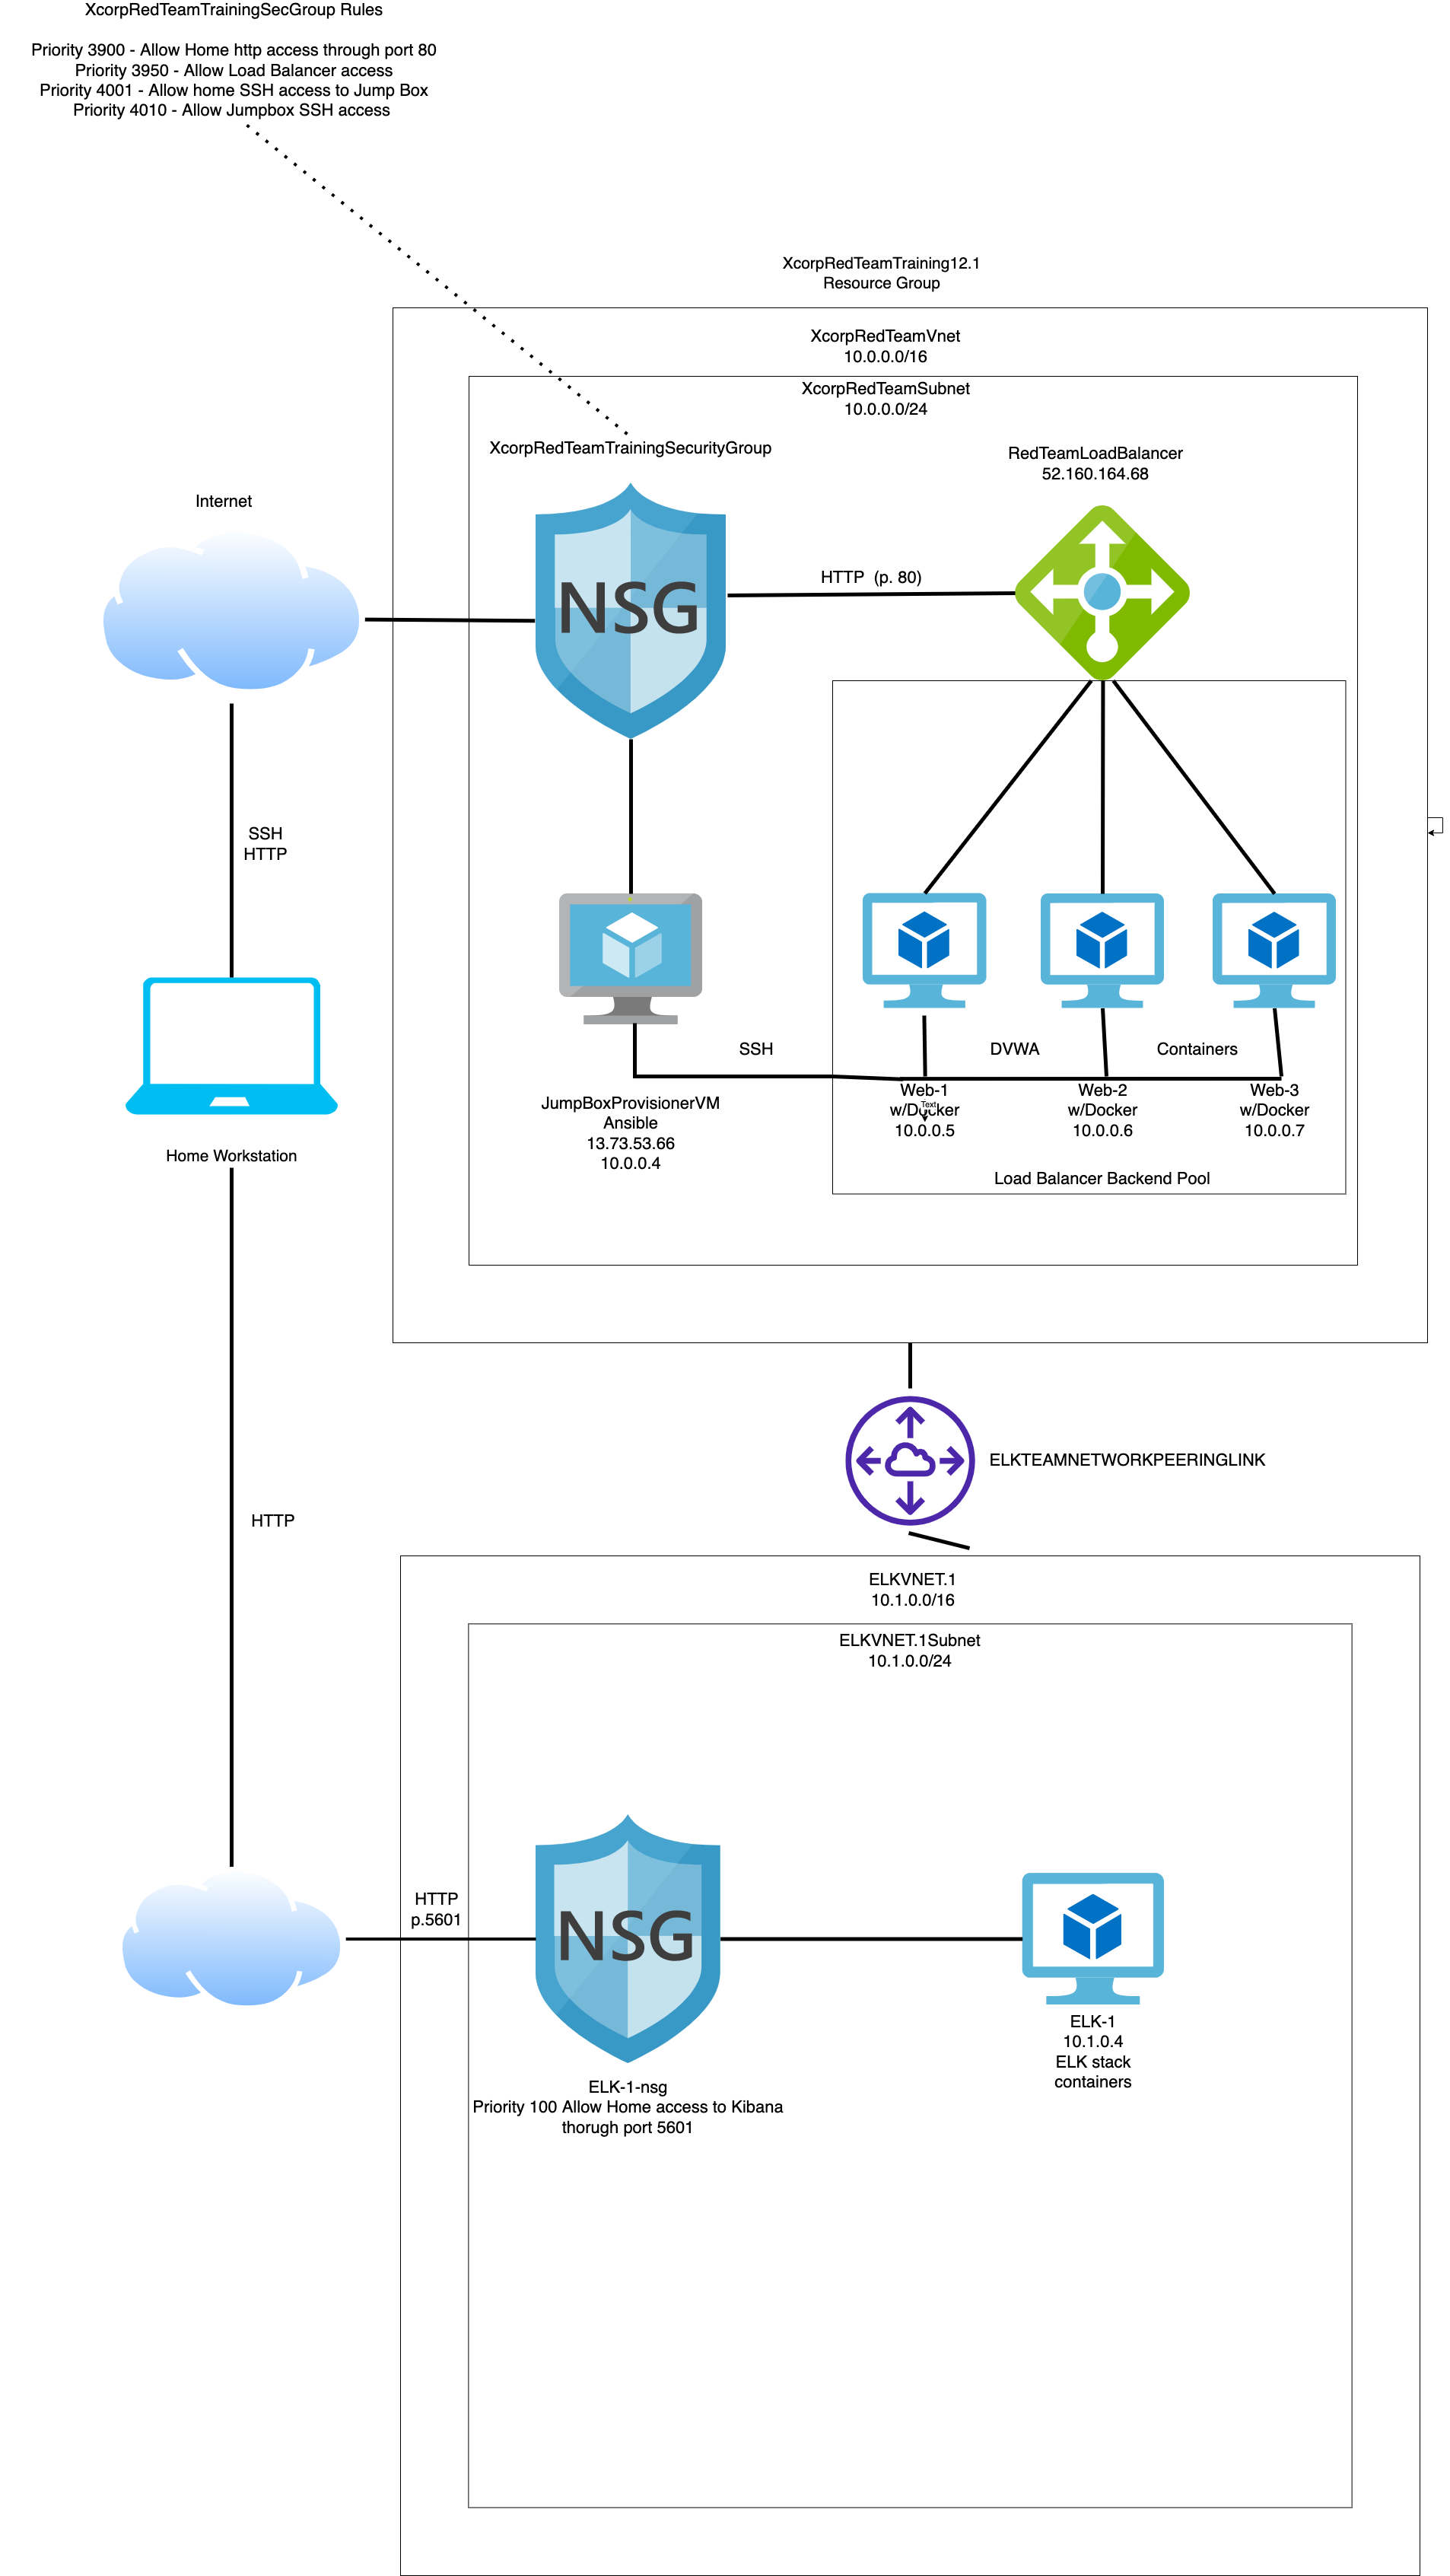 XcorpRedTeamTrainingSecGroup Rules
Priority 3900 - Allow Home http access through port 80
Priority 3950 - Allow Load Balancer access
Priority 4001 - Allow home SSH access to Jump Box
Priority 4010 - Allow Jumpbox SSH access
XcorpRedTeamTraining12.1
Resource Group
XcorpRedTeamVnet
10.0.0.0/16
XcorpRedTeamSubnet
10.0.0.0/24
XcorpRedTeamTrainingSecurityGroup
RedTeamLoadBalancer
52.160.164.68
Internet
NSG
HTTP (p. 80)
SSH
HTTP
SSH
DVWA
Containers
JumpBoxProvisionerVM
Ansible
13.73.53.66
10.0.0.4
Web-1
w/Docker
10.0.0.5
Text
Web-2
w/Docker
10.0.0.6
Web-3
w/Docker
10.0.0.7
Load Balancer Backend Pool
Home Workstation
ELKTEAMNETWORKPEERINGLINK
HTTP
ELKVNET.1
10.1.0.0/16
ELKVNET.1Subnet
10.1.0.0/24
HTTP
p.5601
NSG
ELK-1-nsg
Priority 100 Allow Home access to Kibana
thorugh port 5601
ELK-1
10.1.0.4
ELK stack
containers